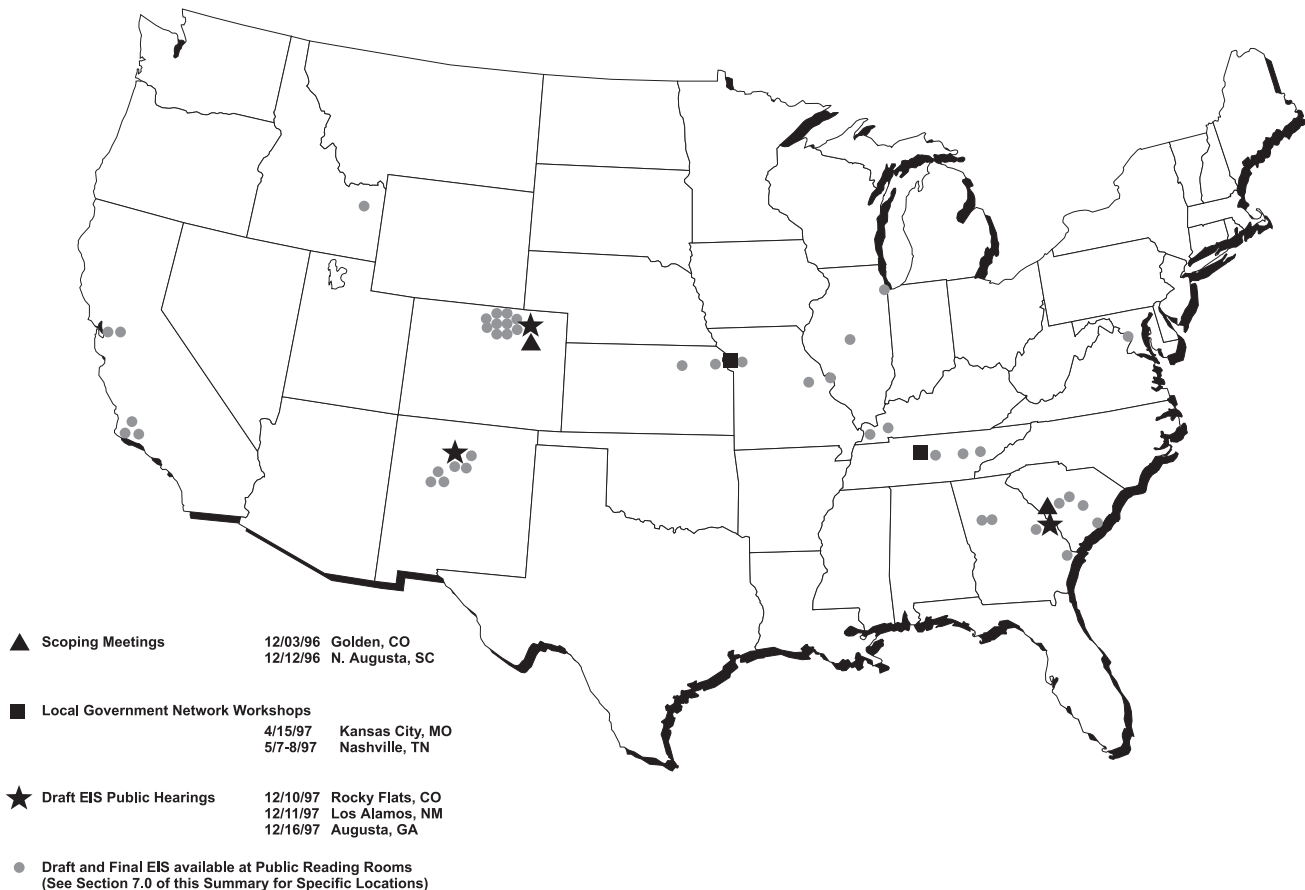 Scoping Meetings 12/03/96 Golden, CO
12/12/96 N. Augusta, SC
Local Government Network Workshops
4/15/97 Kansas City, MO
5/7-8/97 Nashville, TN
Draft EIS Public Hearings 12/10/97 Rocky Flats, CO
12/11/97 Los Alamos, NM
12/16/97 Augusta, GA
Draft and Final EIS available at Public Reading Rooms
(See Section 7.0 of this Summary for Specific Locations)